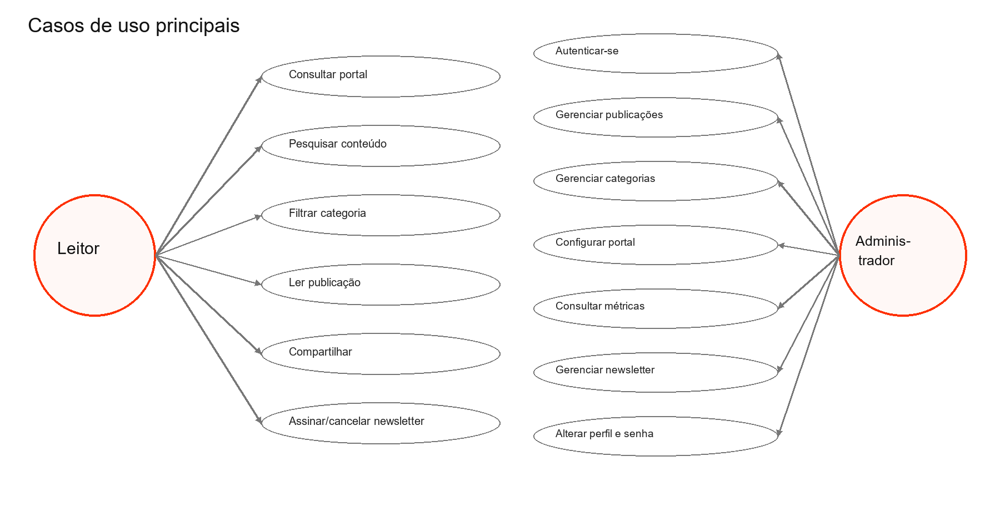 Casos de uso principais
Consultar portal
Pesquisar conteúdo
Filtrar categoria
Ler publicação
Compartilhar
Assinar/cancelar newsletter
Leitor
Autenticar-se
Gerenciar publicações
Gerenciar categorias
Configurar portal
Consultar métricas
Gerenciar newsletter
Alterar perfil e senha
Adminis-
trador